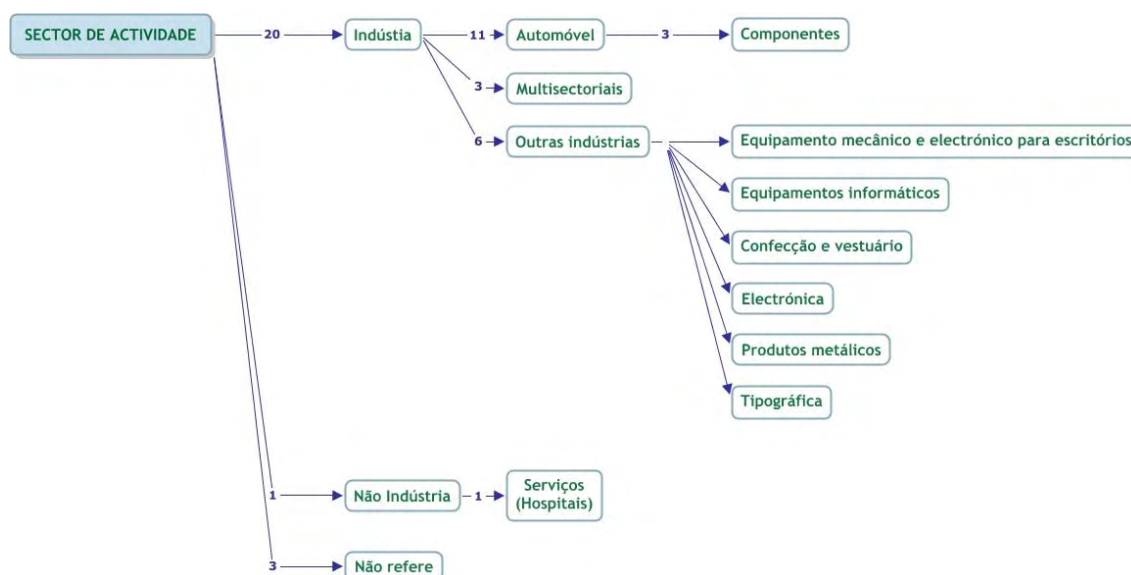 SECTOR DE ACTIVIDADE
20
Indústia
11
Automóvel
3
Componentes
3
Multisectoriais
6
Outras indústrias
Equipamento mecânico e electrónico para escritórios
Equipamentos informáticos
Confecção e vestuário
Electrónica
Produtos metálicos
Tipográfica
1
Não Indústria
1
Serviços
(Hospitais)
3
Não refere